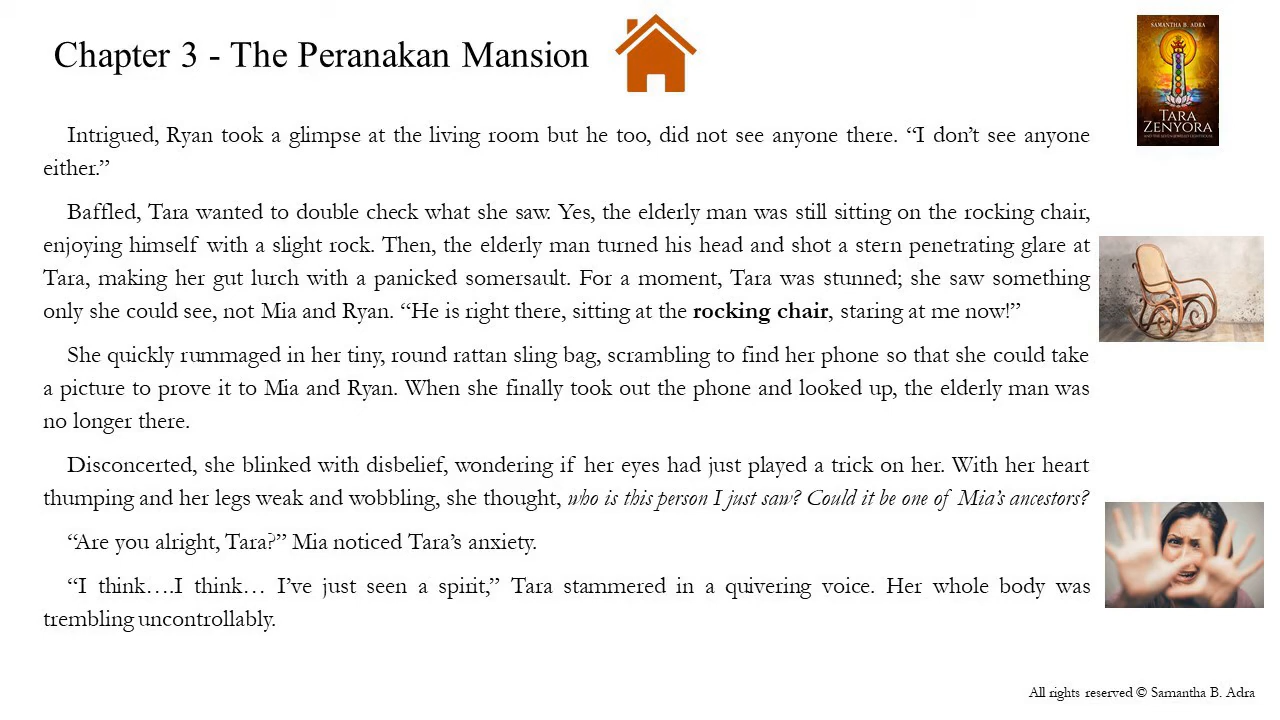 Chapter 3 - The Peranakan Mansion
SAMANTHA B. ADRA
TARA
ZENYORA
Intrigued, Ryan took a glimpse at the living room but he too, did not see anyone there. “I don’t see anyone
either.”
Baffled, Tara wanted to double check what she saw. Yes, the elderly man was still sitting on the rocking chair,
enjoying himself with a slight rock. Then, the elderly man turned his head and shot a stern penetrating glare at
Tara, making her gut lurch with a panicked somersault. For a moment, Tara was stunned; she saw something
only she could see, not Mia and Ryan. “He is right there, sitting at the rocking chair, staring at me now!”
She quickly rummaged in her tiny, round rattan sling bag, scrambling to find her phone so that she could take
a picture to prove it to Mia and Ryan. When she finally took out the phone and looked up, the elderly man was
no longer there.
Disconcerted, she blinked with disbelief, wondering if her eyes had just played a trick on her. With her heart
thumping and her legs weak and wobbling, she thought, who is this person I just saw? Could it be one of Mia’s ancestors?
“Are you alright, Tara?” Mia noticed Tara’s anxiety.
“I think….I think… I’ve just seen a spirit,” Tara stammered in a quivering voice. Her whole body was
trembling uncontrollably.
All rights reserved © Samantha B. Adra